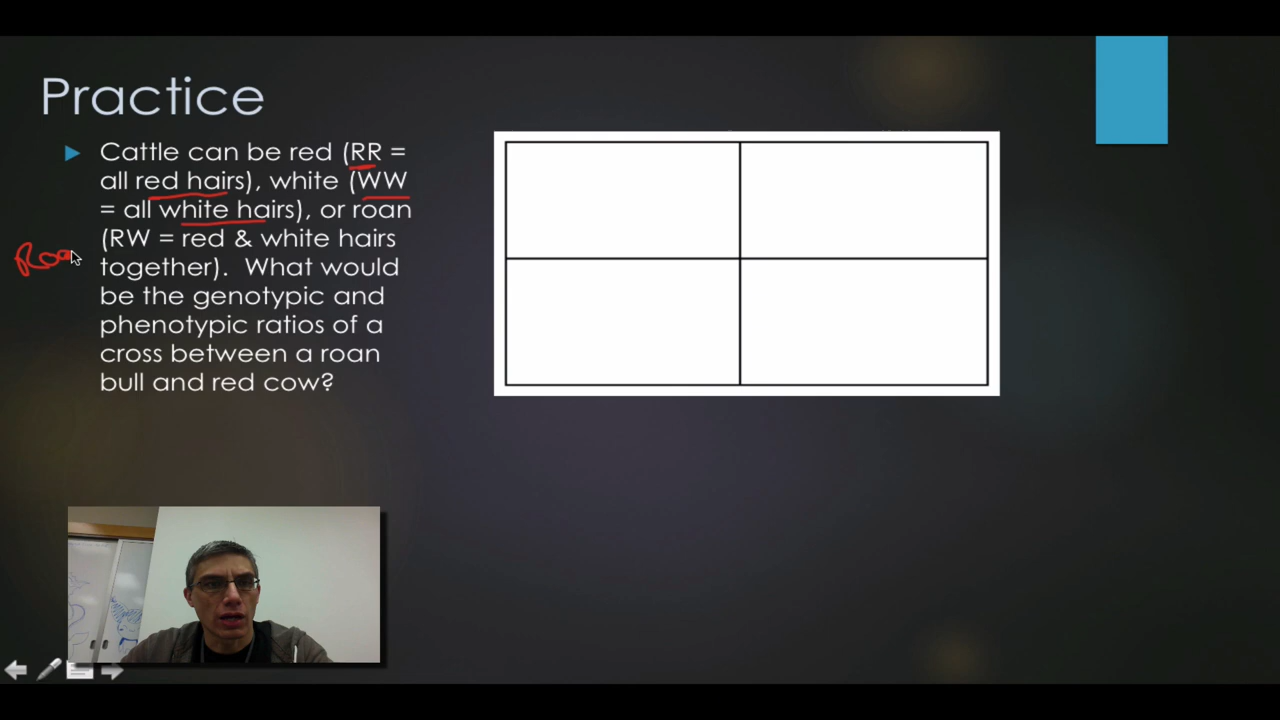 Practice
Cattle can be red (RR =
all red hairs), white (WW
= all white hairs), or roan
(RW = red & white hairs
together).  What would
be the genotypic and
phenotypic ratios of a
cross between a roan
bull and red cow?
Roa